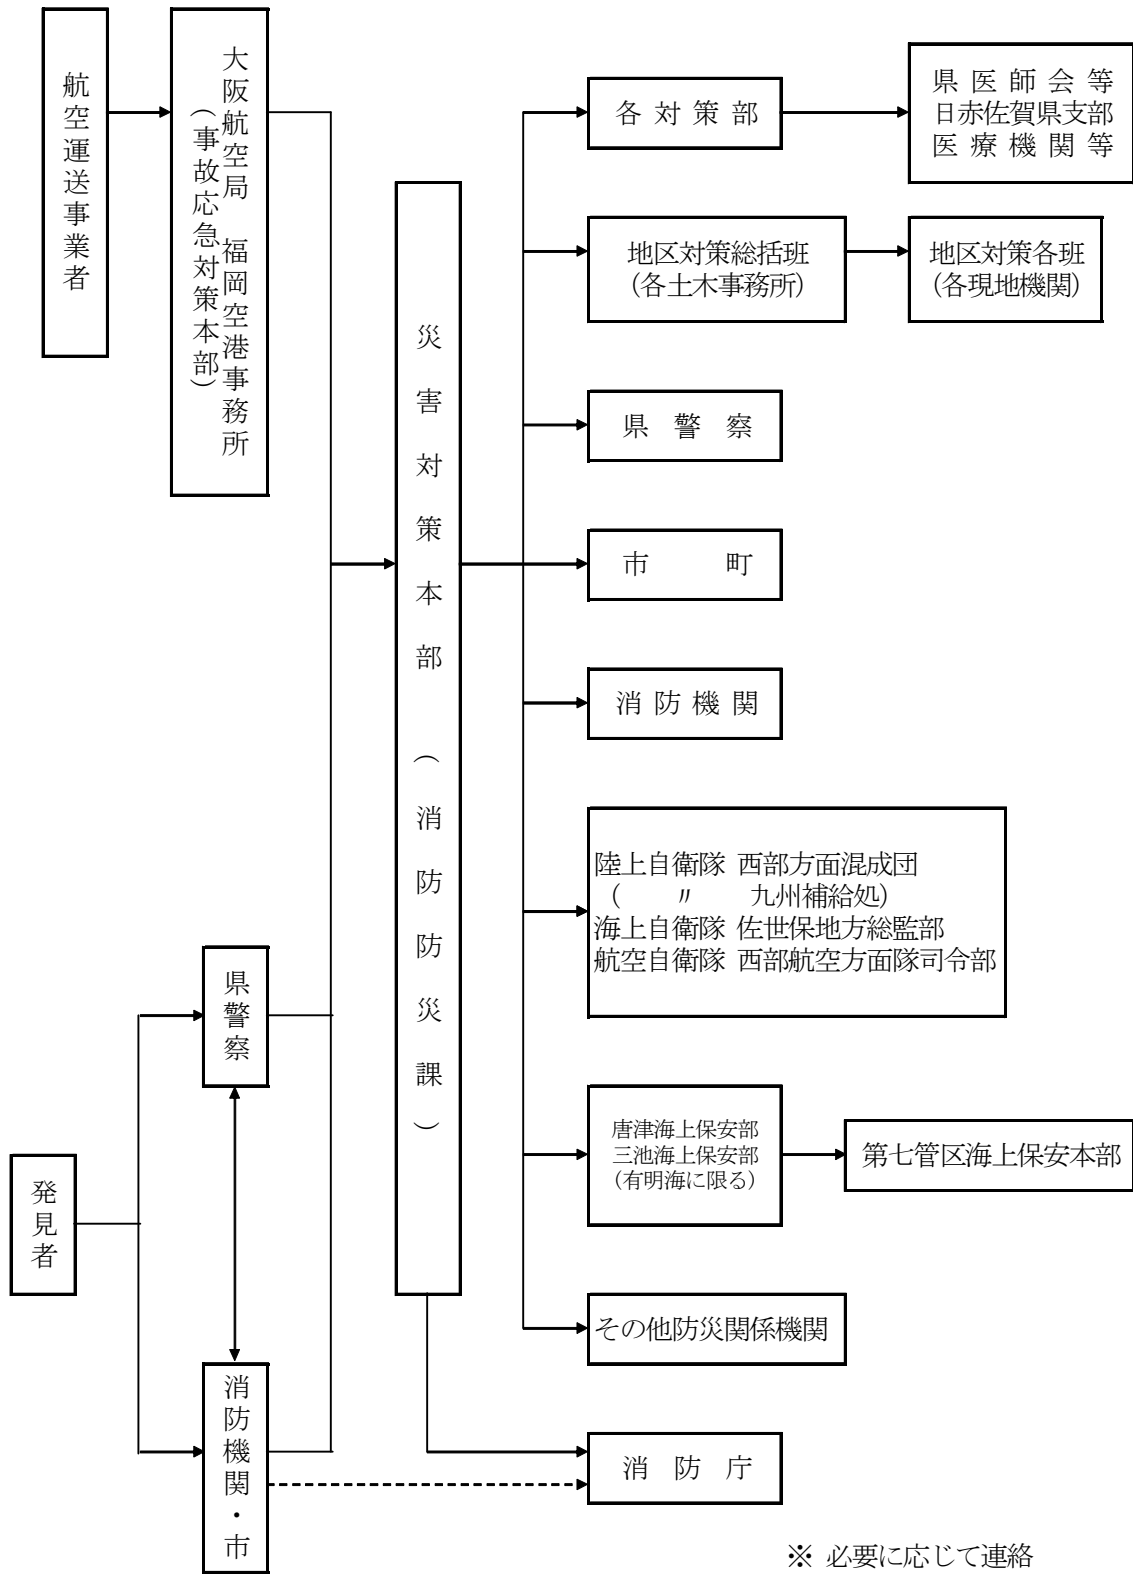 航空運送事業者
大阪航空局　福岡空港事務所
（事故応急対策本部）
災害対策本部（消防防災課）
各対策部
県医師会等
日赤佐賀県支部
医療機関等
地区対策総括班
（各土木事務所）
地区対策各班
（各現地機関）
県警察
市町
消防機関
陸上自衛隊 西部方面混成団
（　〃　九州補給処）
海上自衛隊 佐世保地方総監部
航空自衛隊 西部航空方面隊司令部
県警察
発見者
唐津海上保安部
三池海上保安部
（有明海に限る）
第七管区海上保安本部
その他防災関係機関
消防機関・市
消防庁
※ 必要に応じて連絡